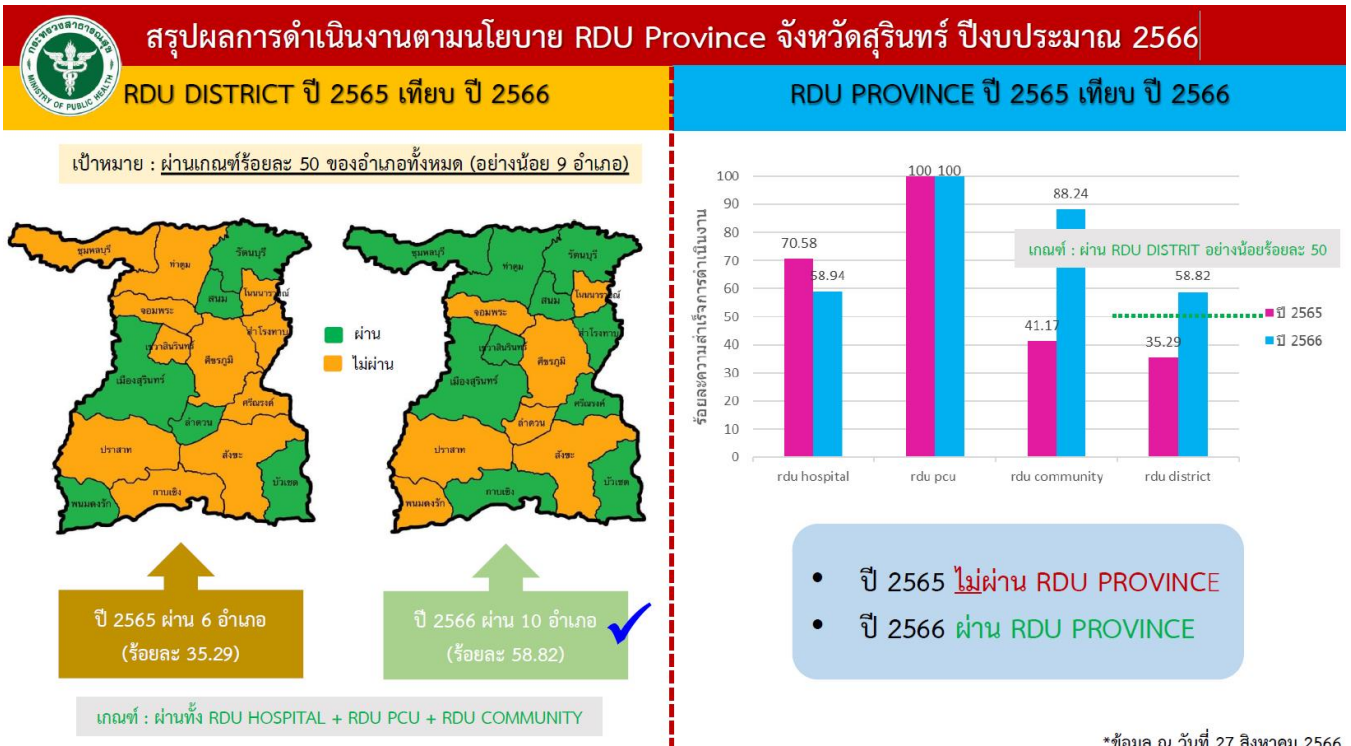 สรุปผลการดำเนินงานตามนโยบาย RDU Province จังหวัดสุรินทร์ ปีงบประมาณ 2566
กระทรวงสาธารณสุข
MINISTRY OF PUBLIC HEALTH
RDU DISTRICT ปี 2565 เทียบ ปี 2566
เป้าหมาย : ผ่านเกณฑ์ร้อยละ 50 ของอำเภอทั้งหมด (อย่างน้อย 9 อำเภอ)
ชุมพลบุรี
ท่าตูม
รัตนบุรี
สนม
โนนนารายณ์
จอมพระ
สำโรงทาบ
เขวาสินรินทร์
ศีขรภูมิ
เมืองสุรินทร์
ศรีณรงค์
ลำดวน
ปราสาท
สังขะ
บัวเชด
กาบเชิง
พนมดงรัก
ผ่าน
ไม่ผ่าน
ชุมพลบุรี
ท่าตูม
รัตนบุรี
สนม
โนนนารายณ์
จอมพระ
สำโรงทาบ
เขวาสินรินทร์
ศีขรภูมิ
เมืองสุรินทร์
ศรีณรงค์
ลำดวน
ปราสาท
สังขะ
บัวเชด
กาบเชิง
พนมดงรัก
ปี 2565 ผ่าน 6 อำเภอ
(ร้อยละ 35.29)
ปี 2566 ผ่าน 10 อำเภอ
(ร้อยละ 58.82)
เกณฑ์ : ผ่านทั้ง RDU HOSPITAL + RDU PCU + RDU COMMUNITY
RDU PROVINCE ปี 2565 เทียบ ปี 2566
ร้อยละความสำเร็จการดำเนินงาน
100
90
80
70
60
50
40
30
20
10
0
70.58
58.94
100 100
41.17
88.24
35.29
58.82
เกณฑ์ : ผ่าน RDU DISTRIT อย่างน้อยร้อยละ 50
ปี 2565
ปี 2566
rdu hospital
rdu pcu
rdu community
rdu district
• ปี 2565 ไม่ผ่าน RDU PROVINCE
• ปี 2566 ผ่าน RDU PROVINCE
*ข้อมูล ณ วันที่ 27 สิงหาคม 2566